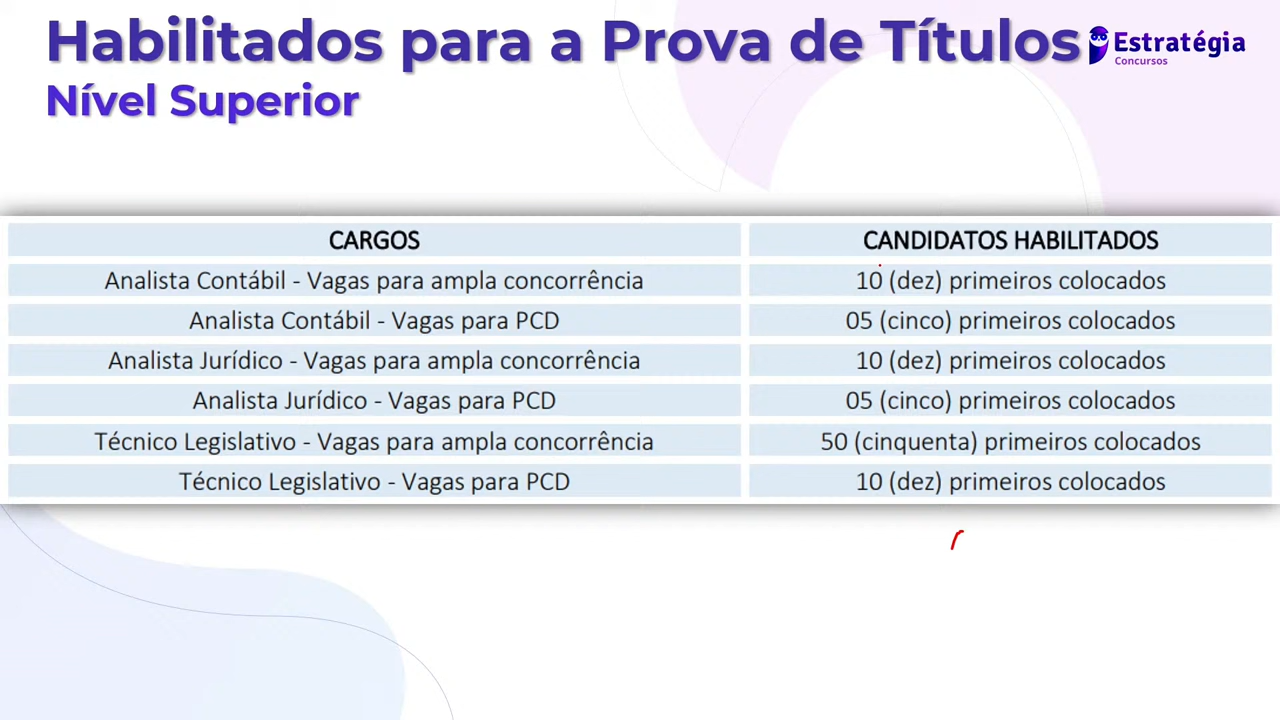 Habilitados para a Prova de Títulos
Estratégia
Concursos
Nível Superior
CARGOS CANDIDATOS HABILITADOS
Analista Contábil - Vagas para ampla concorrência 10 (dez) primeiros colocados
Analista Contábil - Vagas para PCD 05 (cinco) primeiros colocados
Analista Jurídico - Vagas para ampla concorrência 10 (dez) primeiros colocados
Analista Jurídico - Vagas para PCD 05 (cinco) primeiros colocados
Técnico Legislativo - Vagas para ampla concorrência 50 (cinquenta) primeiros colocados
Técnico Legislativo - Vagas para PCD 10 (dez) primeiros colocados